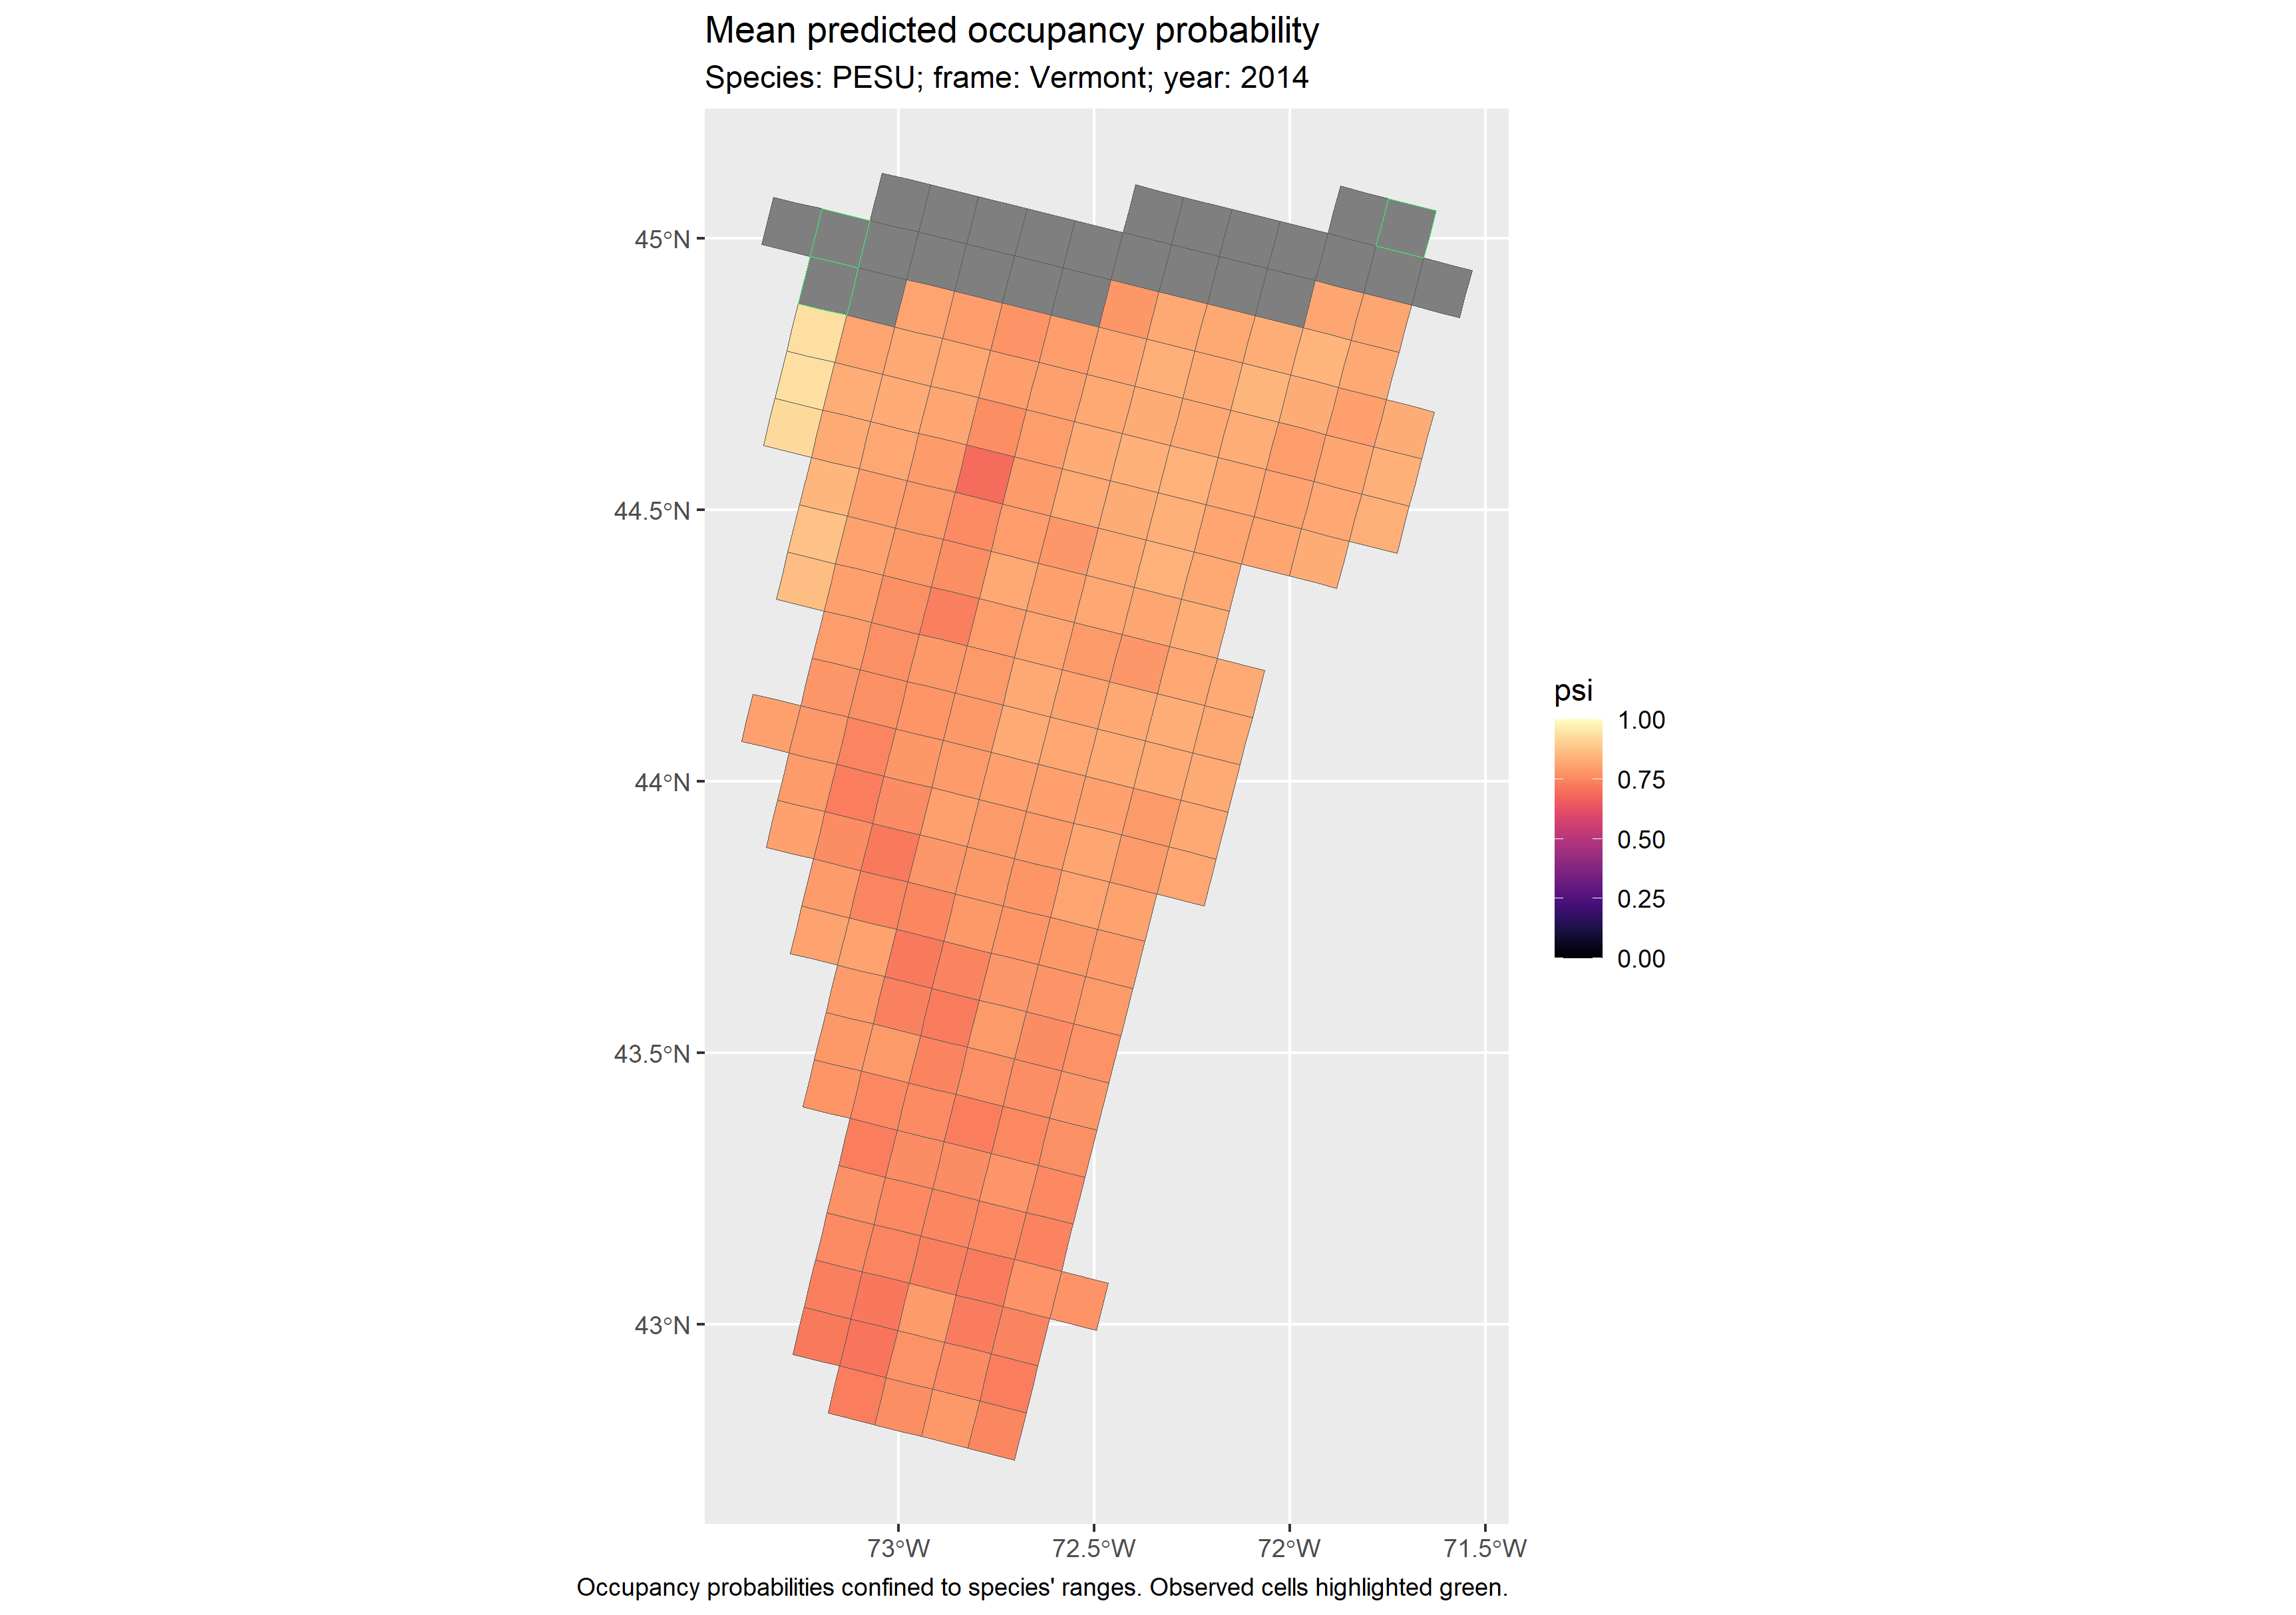 Mean predicted occupancy probability
Species: PESU; frame: Vermont; year: 2014
45°N
44.5°N
44°N
43.5°N
43°N
73°W
72.5°W
72°W
71.5°W
psi
1.00
0.75
0.50
0.25
0.00
Occupancy probabilities confined to species' ranges. Observed cells highlighted green.